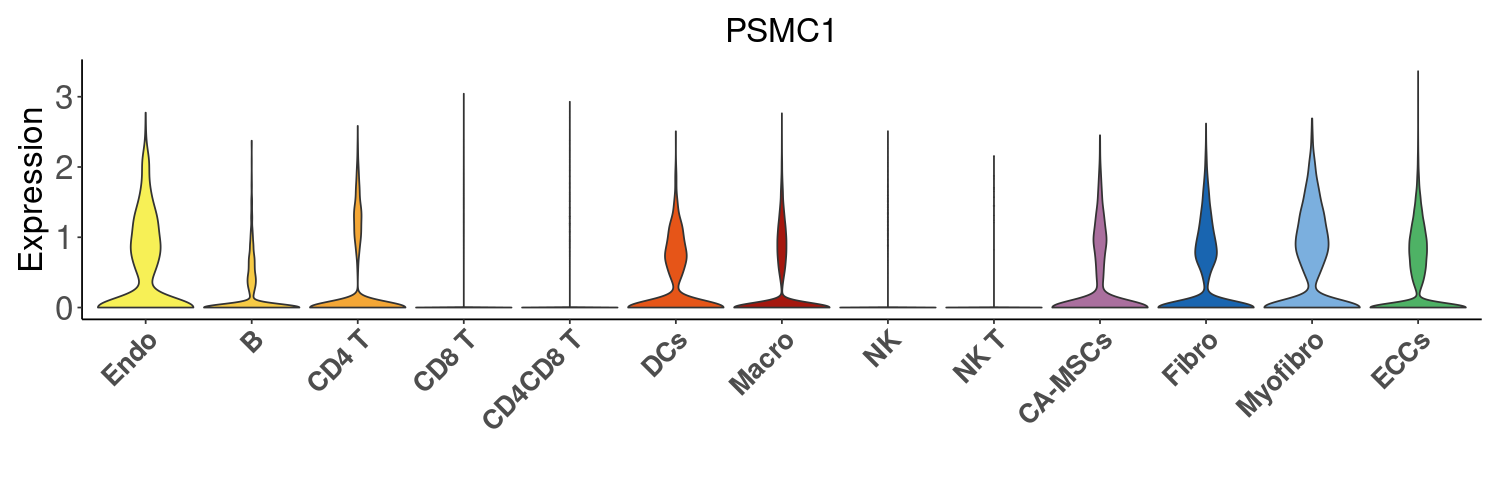 PSMC1
Expression
3
2
1
0
Endo
B
CD4 T
CD8 T
CD4CD8 T
DCs
Macro
NK
NK T
CA-MSCs
Fibro
Myofibro
ECCs